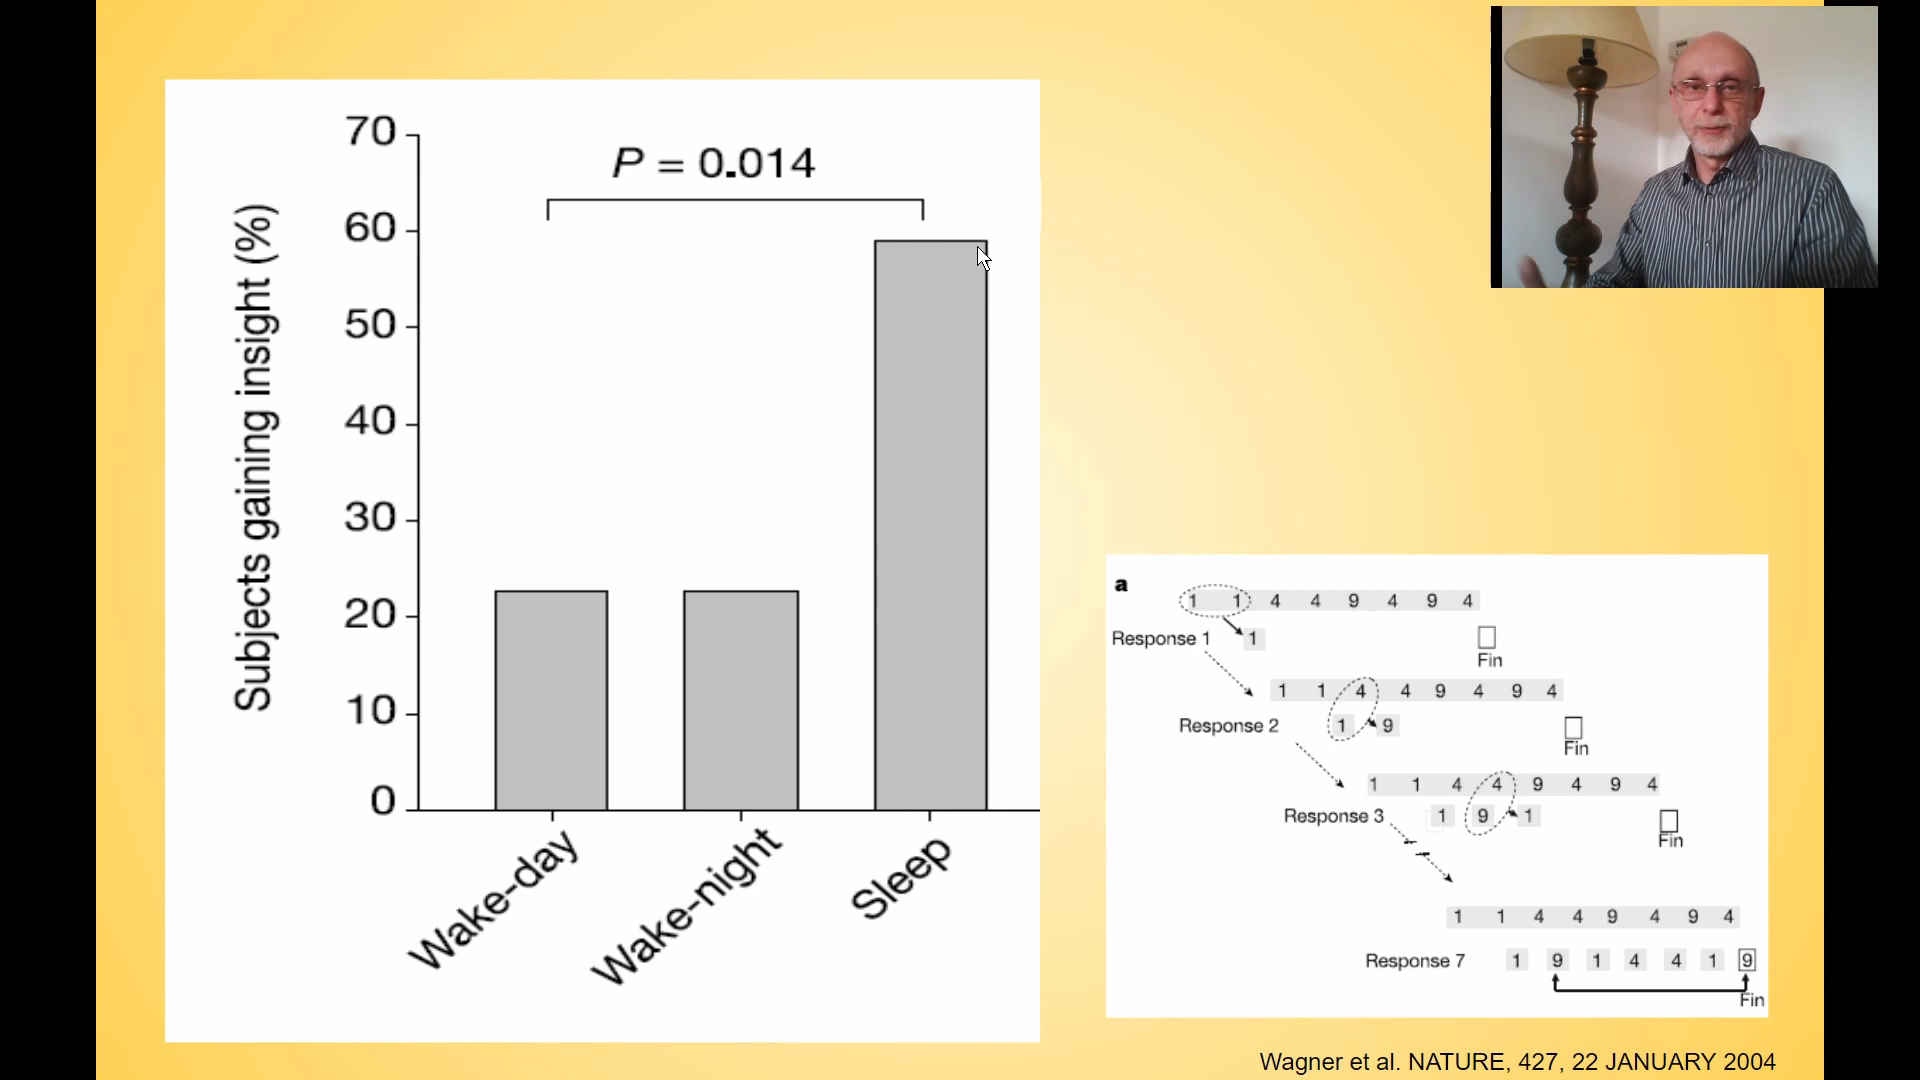 70
P = 0.014
60
50
40
30
20
10
0
Subjects gaining insight (%)
Wake-day
Wake-night
Sleep
a
1 1 4 4 9 4 9 4
Response 1 1
Fin
1 1 4 4 9 4 9 4
Response 2 1 9
Fin
1 1 4 4 9 4 9 4
Response 3 1 9 1
Fin
1 1 4 4 9 4 9 4
Response 7 1 9 1 4 4 1 9
Fin
Wagner et al. NATURE, 427, 22 JANUARY 2004